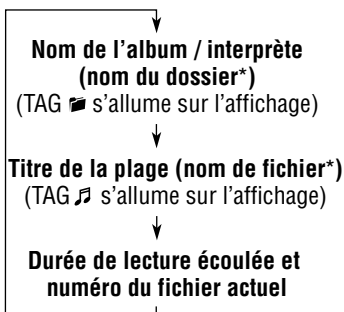 Nom de l'album / interprète
(nom du dossier*)
(TAG s'allume sur l'affichage)
Titre de la plage (nom de fichier*)
(TAG s'allume sur l'affichage)
Durée de lecture écoulée et
numéro du fichier actuel